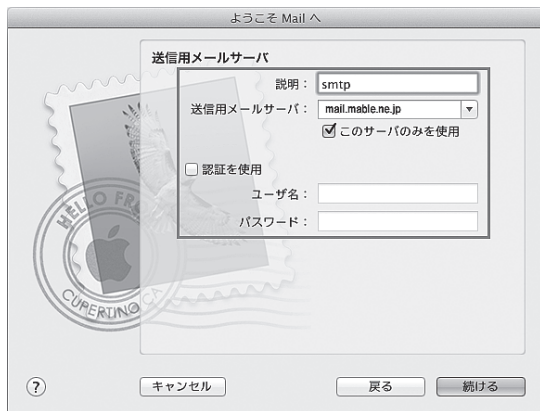 ようこそ Mail へ
送信用メールサーバ
説明： smtp
送信用メールサーバ： mail.mable.ne.jp
このサーバのみを使用
認証を使用
ユーザ名：
パスワード：
HELLO FRO
CUPERTINO CA
? キャンセル 戻る 続ける